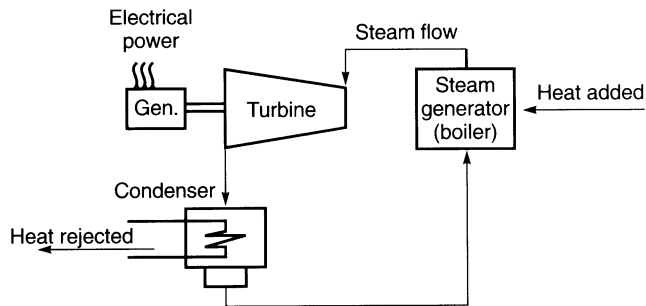 Electrical
power
Steam flow
Gen.
Turbine
Steam
generator
(boiler)
Heat added
Condenser
Heat rejected